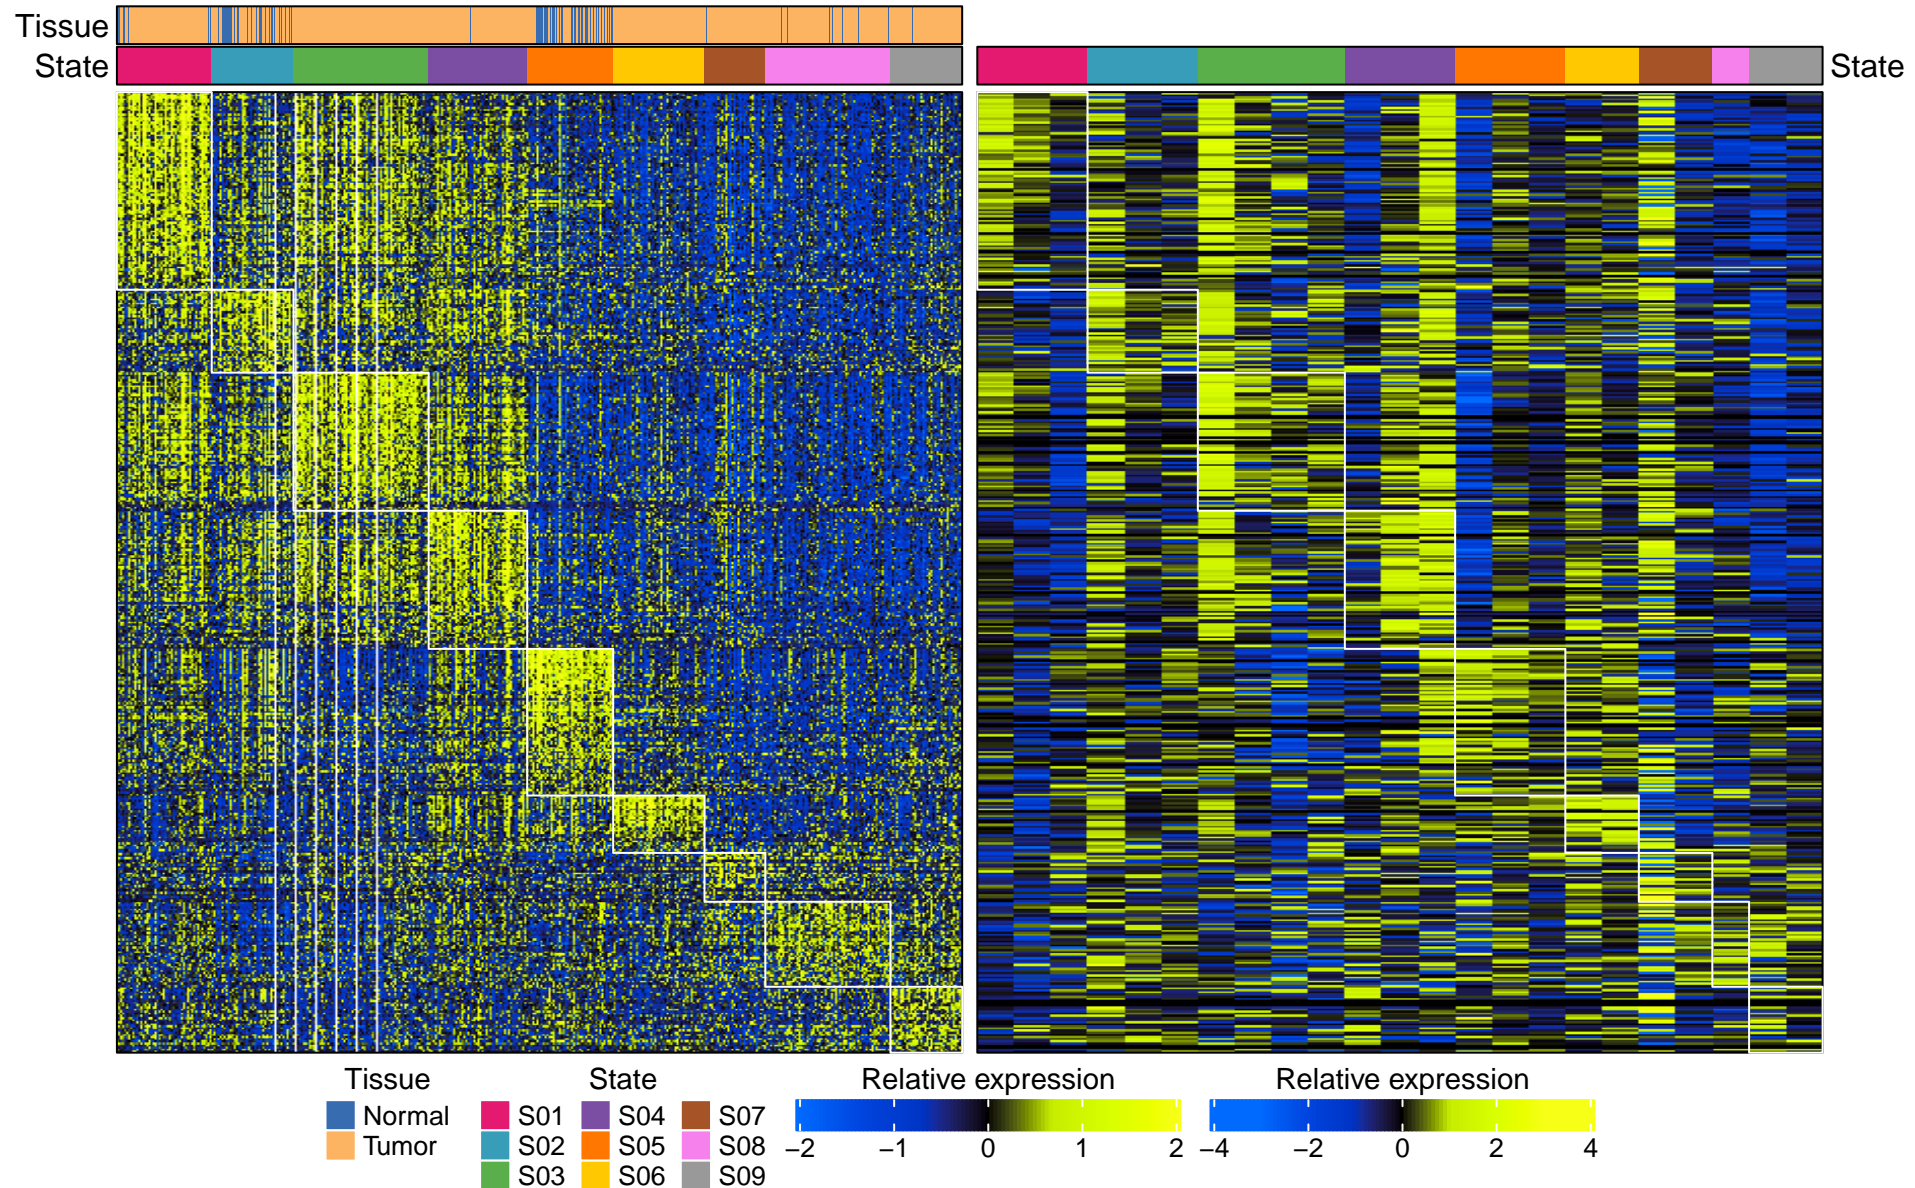 Tissue
State
State
Tissue
Normal
Tumor
State
S01 S04 S07
S02 S05 S08
S03 S06 S09
Relative expression
−2 −1 0 1 2
Relative expression
−4 −2 0 2 4